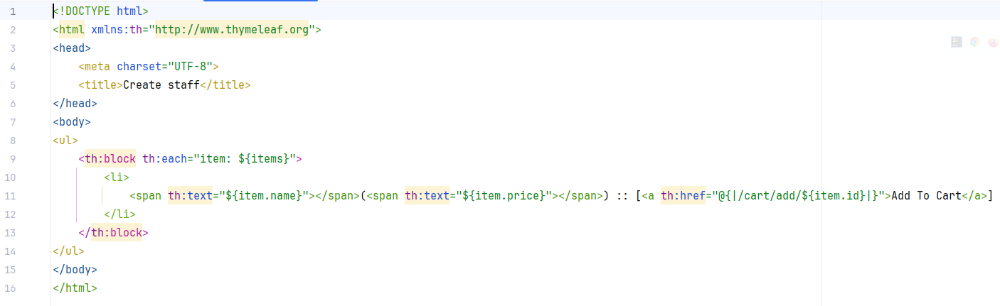 1 <!DOCTYPE html>
2 <html xmlns:th="http://www.thymeleaf.org">
3 <head>
4     <meta charset="UTF-8">
5     <title>Create staff</title>
6 </head>
7 <body>
8 <ul>
9     <th:block th:each="item: ${items}">
10         <li>
11             <span th:text="${item.name}"></span>(<span th:text="${item.price}"></span>) :: [<a th:href="@{|/cart/add/${item.id}|}">Add To Cart</a>]
12         </li>
13     </th:block>
14 </ul>
15 </body>
16 </html>